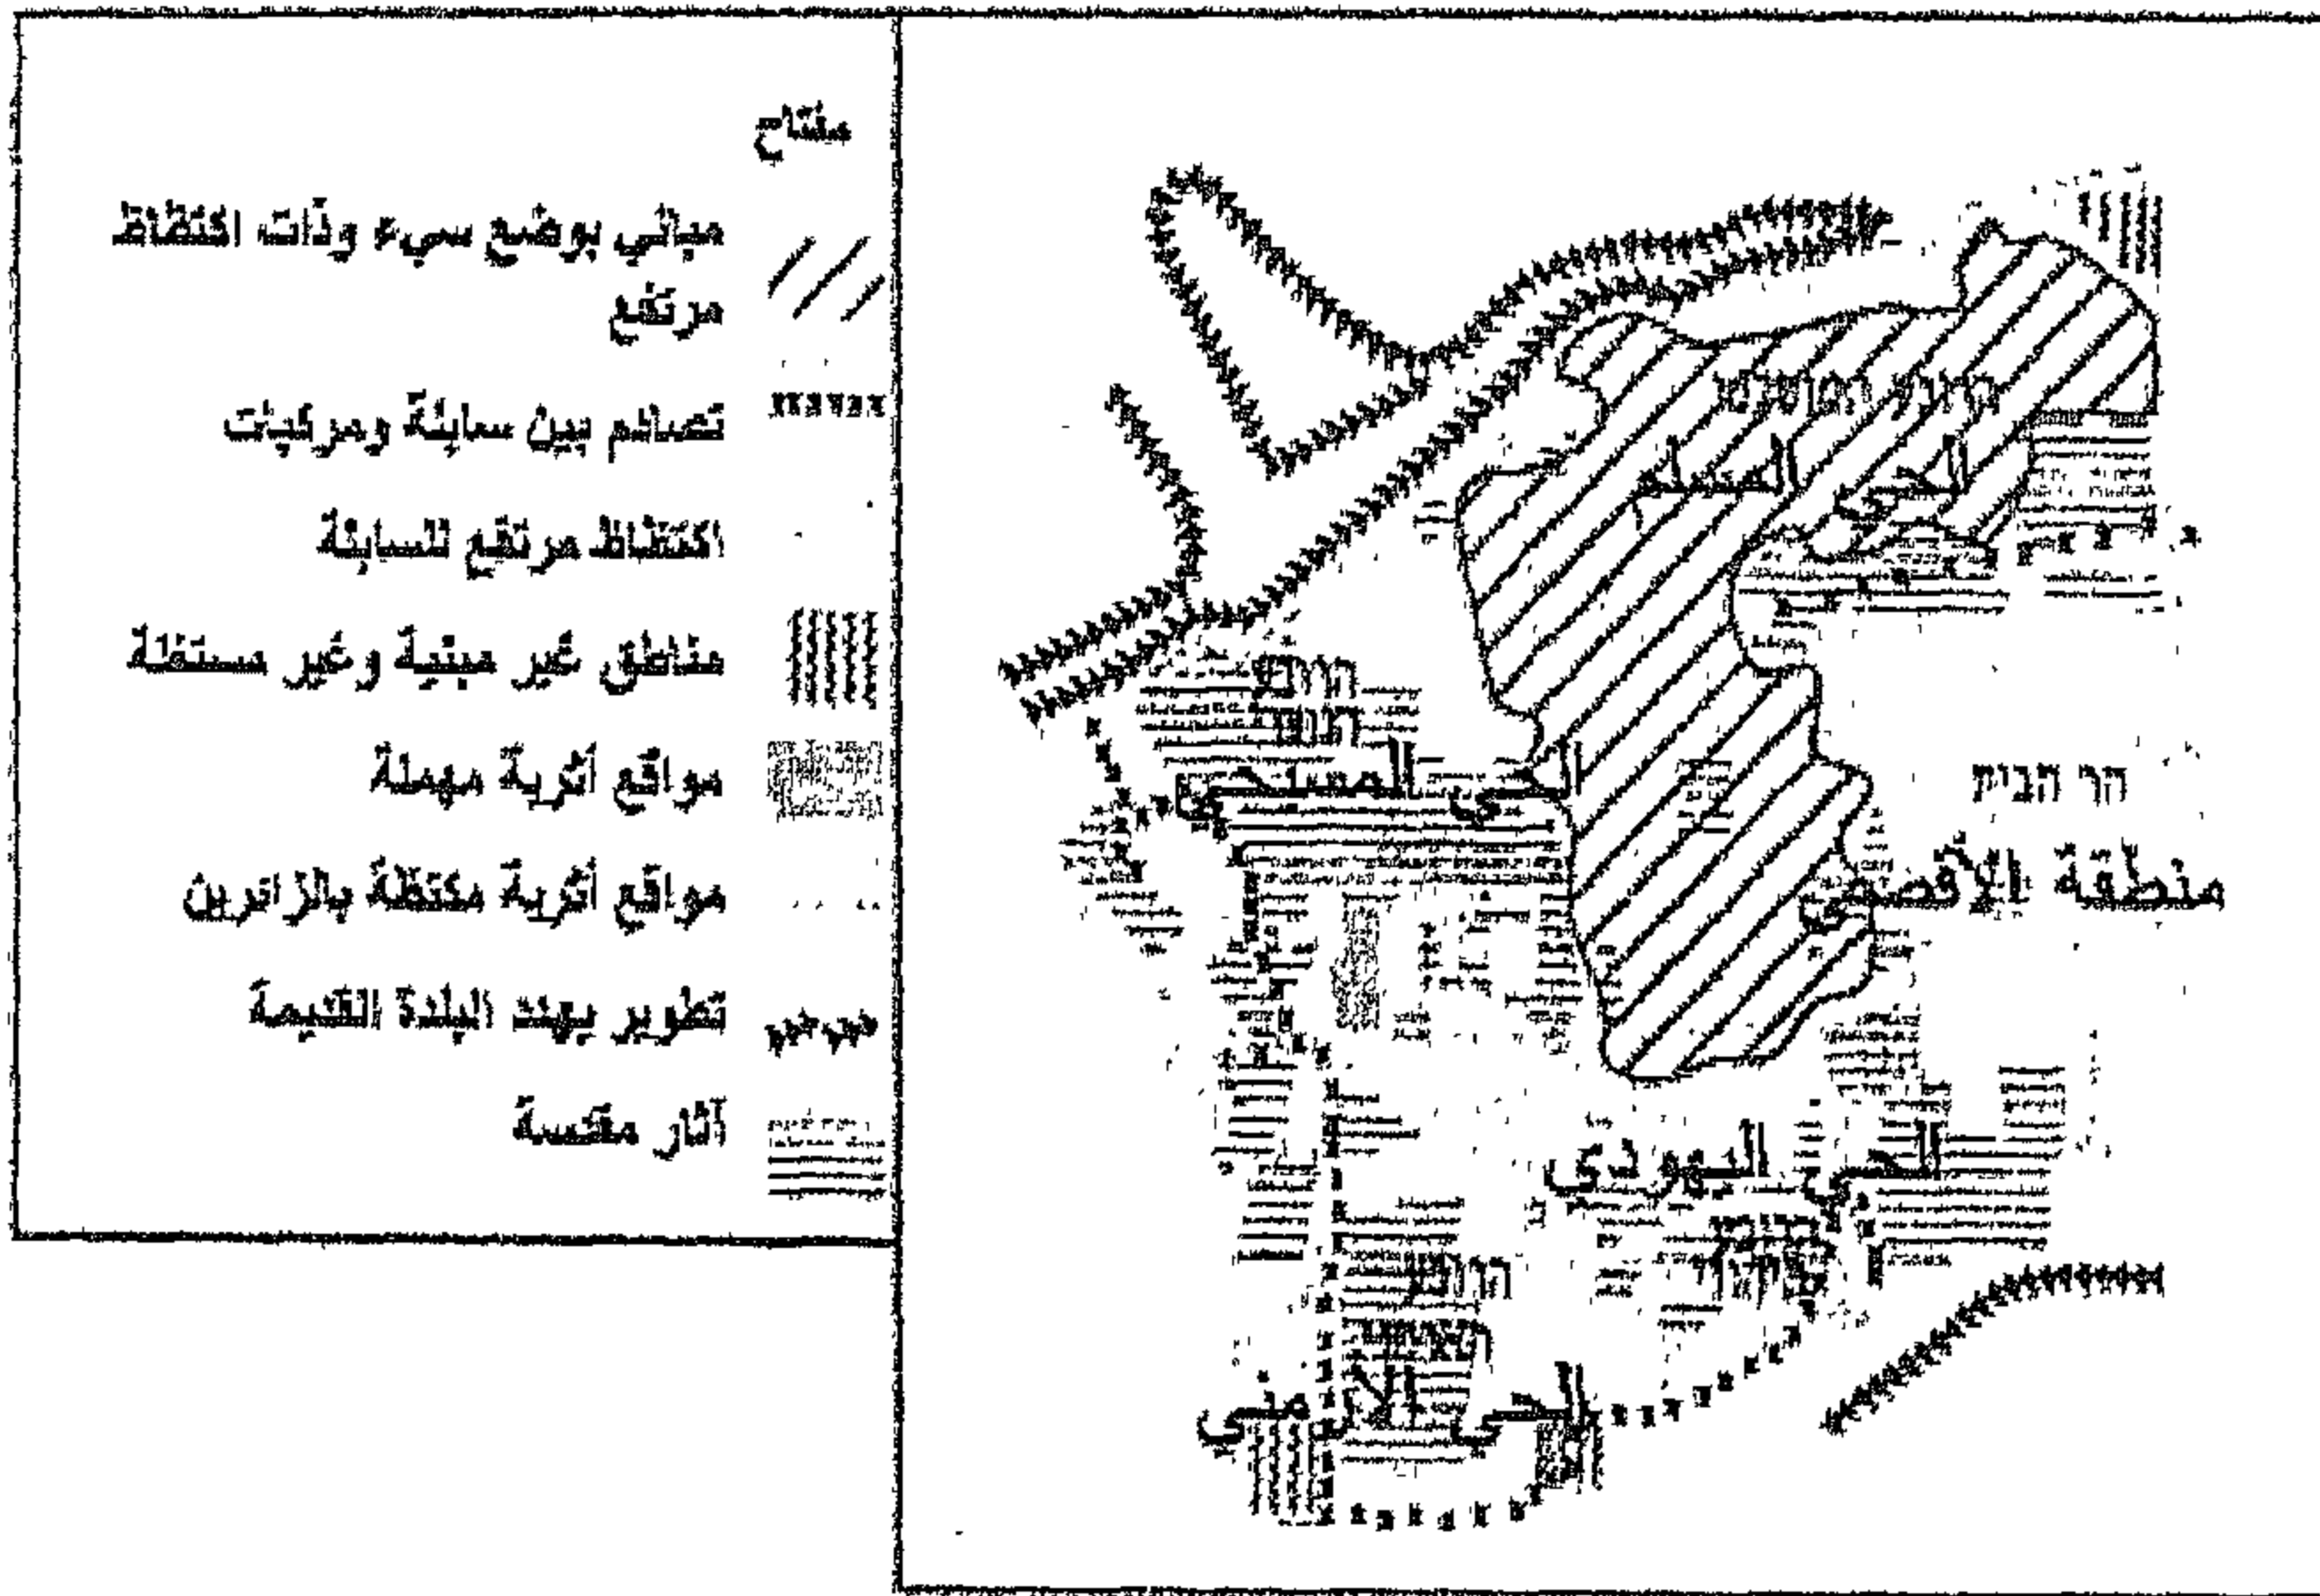 مفتاح
مباني بوضع سيء وذات اكتظاظ
مرتفع
تصادم بين سابلة ومركبات
اكتظاظ مرتفع للسابلة
مناطق غير مبنية وغير مستغلة
مواقع أثرية مهملة
مواقع أثرية مكتظة بالزائرين
تطوير يهدد البلدة القديمة
آثار مقدسة
الحي المسلم
הר הבית
منطقة الأقصى
الحي المسيحي
الحي اليهودي
الحي الأرمني